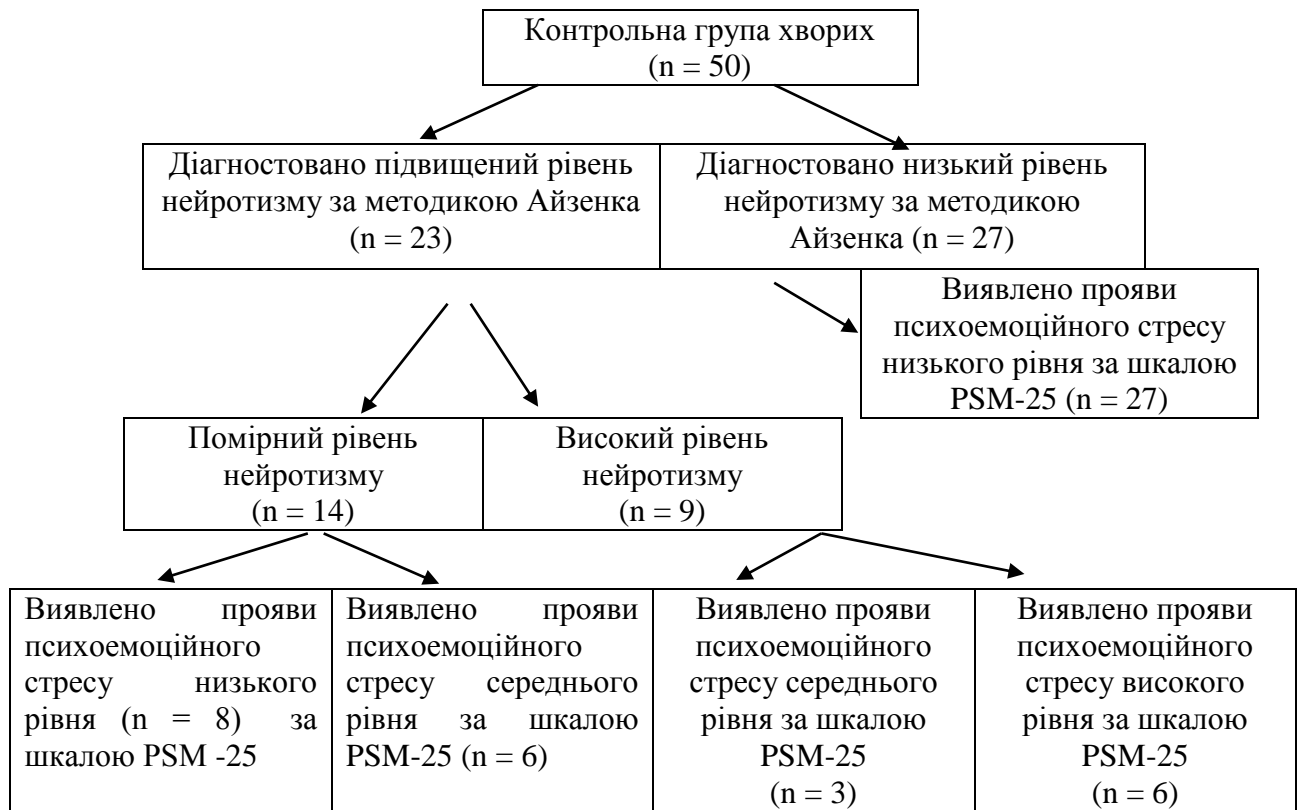 Контрольна група хворих
(n = 50)
Діагностовано підвищений рівень
нейротизму за методикою Айзенка
(n = 23)
Діагностовано низький рівень
нейротизму за методикою
Айзенка (n = 27)
Виявлено прояви
психоемоційного стресу
низького рівня за шкалою
PSM-25 (n = 27)
Помірний рівень
нейротизму
(n = 14)
Високий рівень
нейротизму
(n = 9)
Виявлено прояви
психоемоційного
стресу низького
рівня (n = 8) за
шкалою PSM -25
Виявлено прояви
психоемоційного
стресу середнього
рівня за шкалою
PSM-25 (n = 6)
Виявлено прояви
психоемоційного
стресу середнього
рівня за шкалою
PSM-25
(n = 3)
Виявлено прояви
психоемоційного
стресу високого
рівня за шкалою
PSM-25
(n = 6)